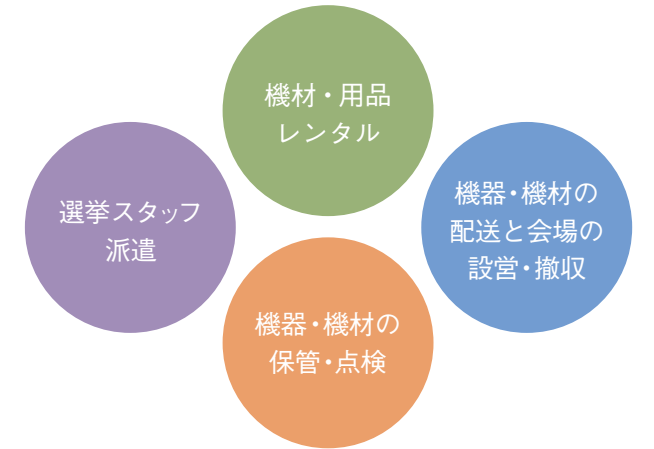 機材・用品
レンタル
選挙スタッフ
派遣
機器・機材の
配送と会場の
設営・撤収
機器・機材の
保管・点検